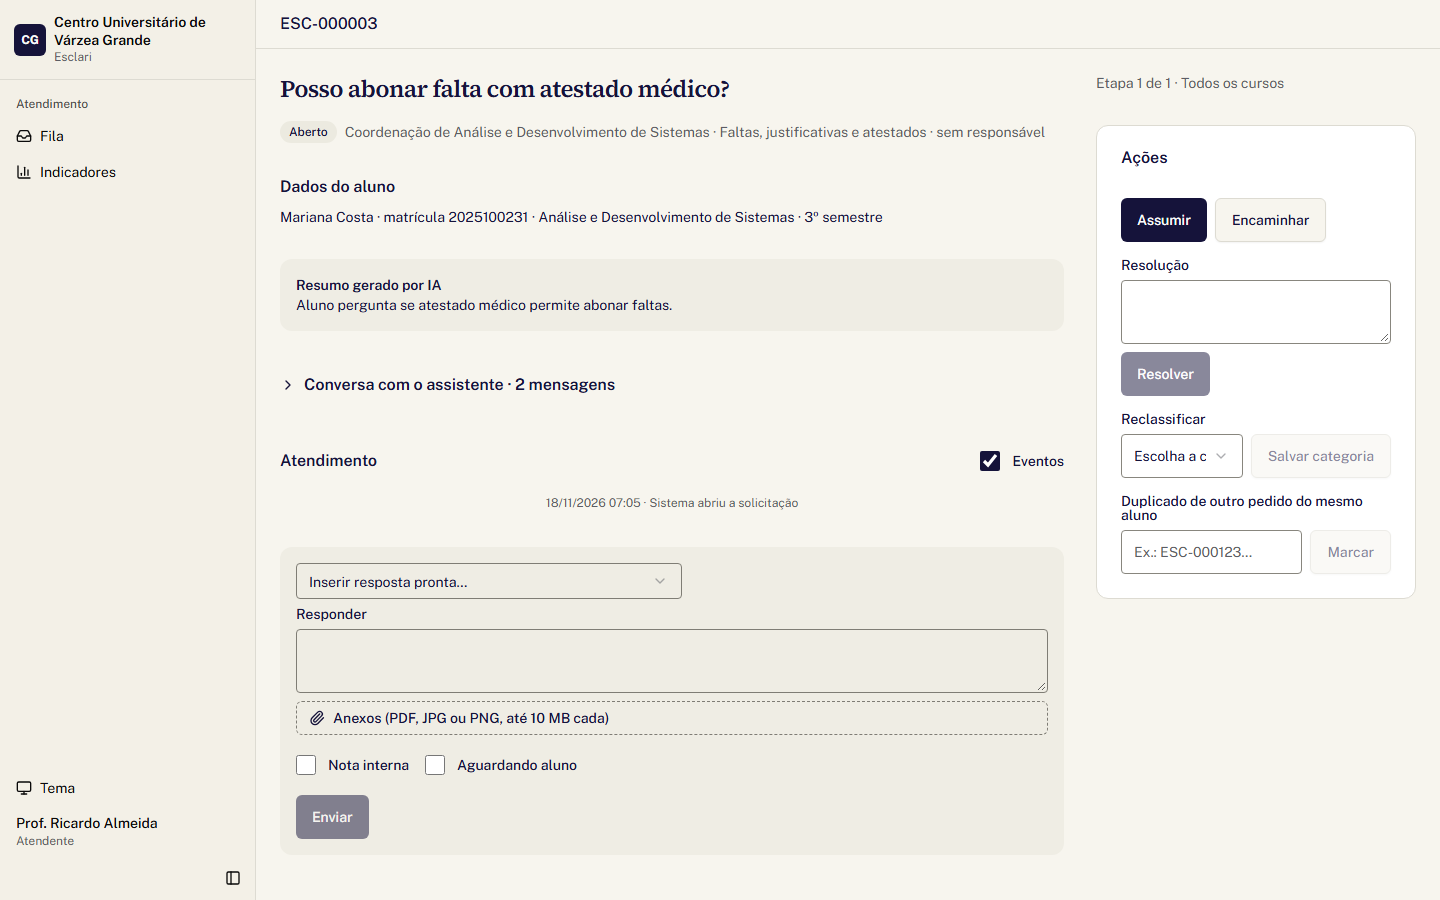 CG
Centro Universitário de
Várzea Grande
Esclari
Atendimento
Fila
Indicadores
Tema
Prof. Ricardo Almeida
Atendente
ESC-000003
Posso abonar falta com atestado médico?
Aberto
Coordenação de Análise e Desenvolvimento de Sistemas · Faltas, justificativas e atestados · sem responsável
Dados do aluno
Mariana Costa · matrícula 2025100231 · Análise e Desenvolvimento de Sistemas · 3º semestre
Resumo gerado por IA
Aluno pergunta se atestado médico permite abonar faltas.
Conversa com o assistente · 2 mensagens
Atendimento
Eventos
18/11/2026 07:05 · Sistema abriu a solicitação
Inserir resposta pronta...
Responder
Anexos (PDF, JPG ou PNG, até 10 MB cada)
Nota interna
Aguardando aluno
Enviar
Etapa 1 de 1 · Todos os cursos
Ações
Assumir
Encaminhar
Resolução
Resolver
Reclassificar
Escolha a c
Salvar categoria
Duplicado de outro pedido do mesmo
aluno
Ex.: ESC-000123...
Marcar